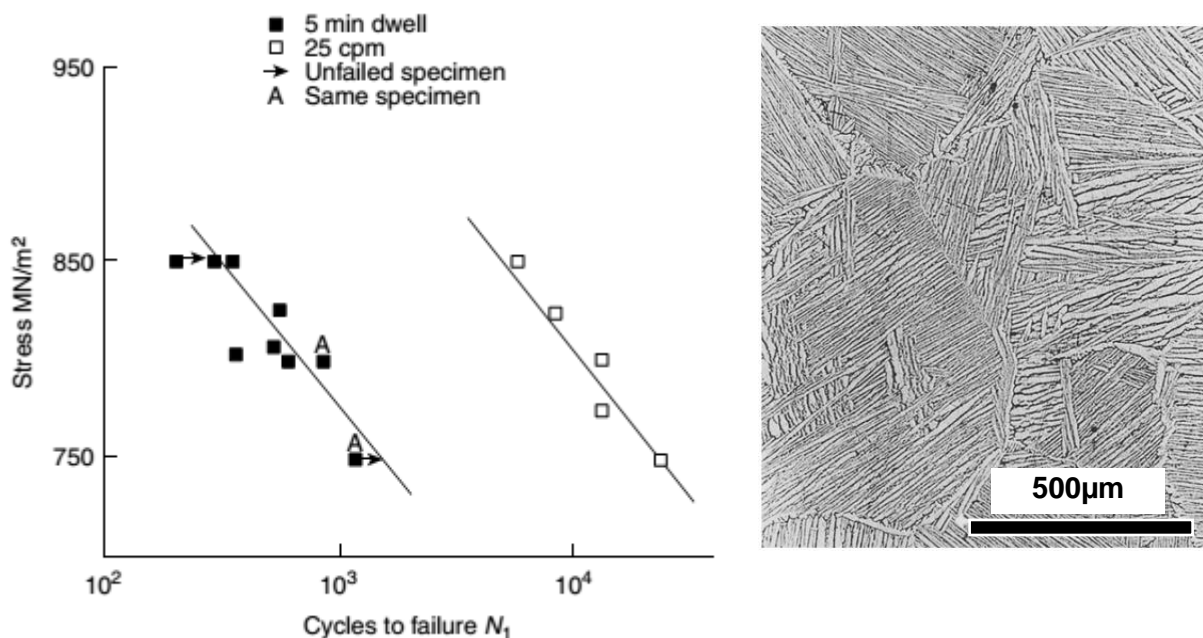 5 min dwell
25 cpm
Unfailed specimen
A Same specimen
950
850
750
Stress MN/m²
A
A
10²
10³
10⁴
Cycles to failure N₁
500µm